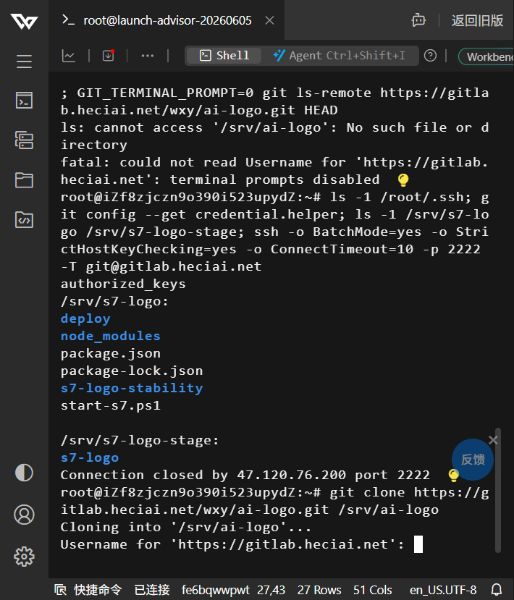 root@launch-advisor-20260605
返回旧版
Shell
Agent Ctrl+Shift+I
Workben
; GIT_TERMINAL_PROMPT=0 git ls-remote https://gitla
b.heciai.net/wxy/ai-logo.git HEAD
ls: cannot access '/srv/ai-logo': No such file or d
irectory
fatal: could not read Username for 'https://gitlab.
heciai.net': terminal prompts disabled
root@iZf8zjczn9o390i523upydZ:~# ls -1 /root/.ssh; g
it config --get credential.helper; ls -1 /srv/s7-lo
go /srv/s7-logo-stage; ssh -o BatchMode=yes -o Stri
ctHostKeyChecking=yes -o ConnectTimeout=10 -p 2222
-T git@gitlab.heciai.net
authorized_keys
/srv/s7-logo:
deploy
node_modules
package.json
package-lock.json
s7-logo-stability
start-s7.ps1
/srv/s7-logo-stage:
s7-logo
反馈
Connection closed by 47.120.76.200 port 2222
root@iZf8zjczn9o390i523upydZ:~# git clone https://g
itlab.heciai.net/wxy/ai-logo.git /srv/ai-logo
Cloning into '/srv/ai-logo'...
Username for 'https://gitlab.heciai.net':
快捷命令 已连接 fe6bqwwpwt 27,43 27 Rows 51 Cols en_US.UTF-8